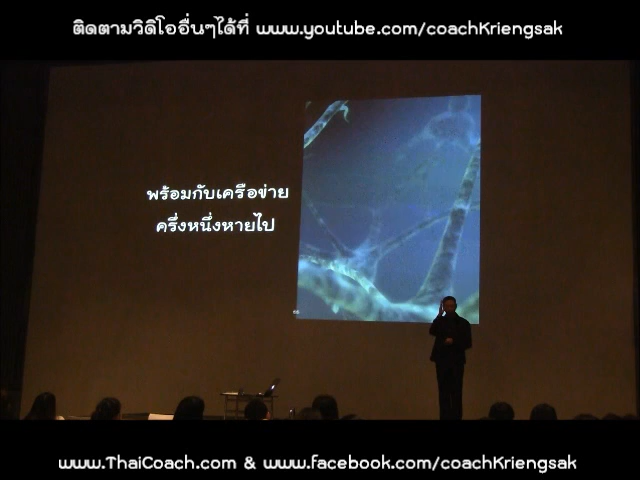 ติดตามวิดิโออื่นๆได้ที่ www.youtube.com/coachKriengsak
พร้อมกับเครือข่าย
ครึ่งหนึ่งหายไป
www.ThaiCoach.com & www.facebook.com/coachKriengsak